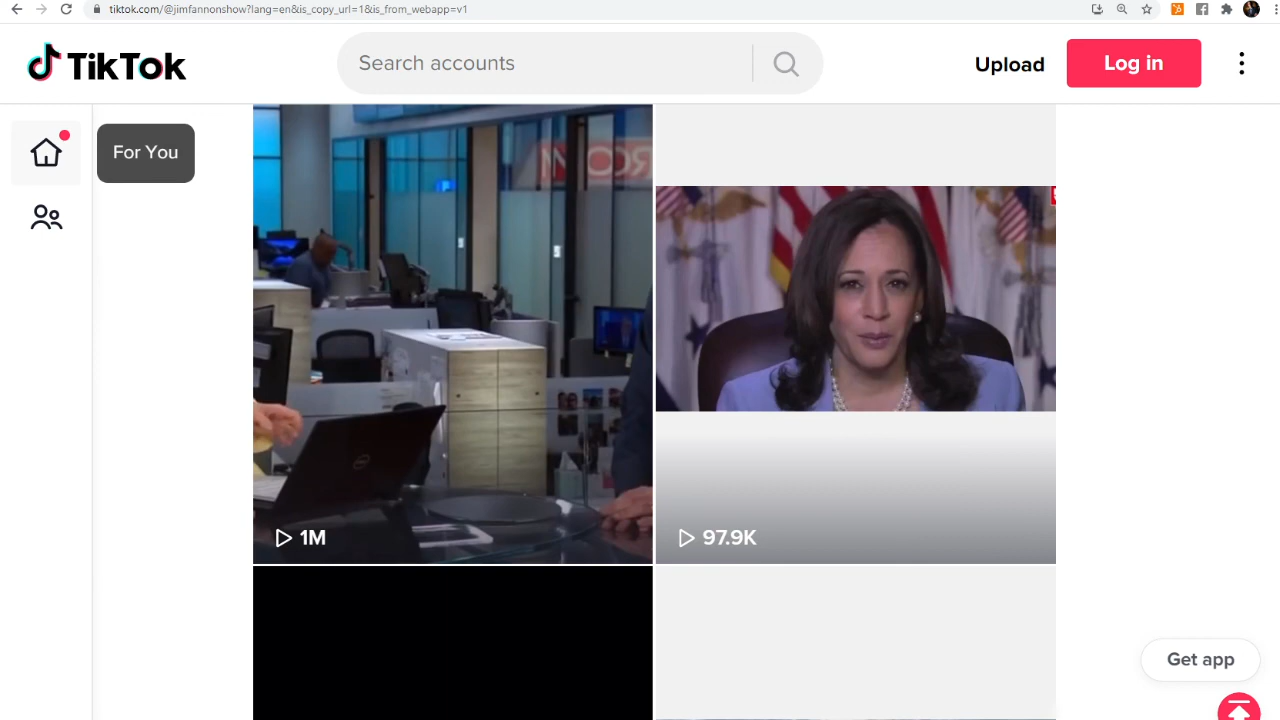 tiktok.com/@jimfannonshow?lang=en&is_copy_url=1&is_from_webapp=v1
TikTok
Search accounts
Upload
Log in
For You
1M
97.9K
Get app